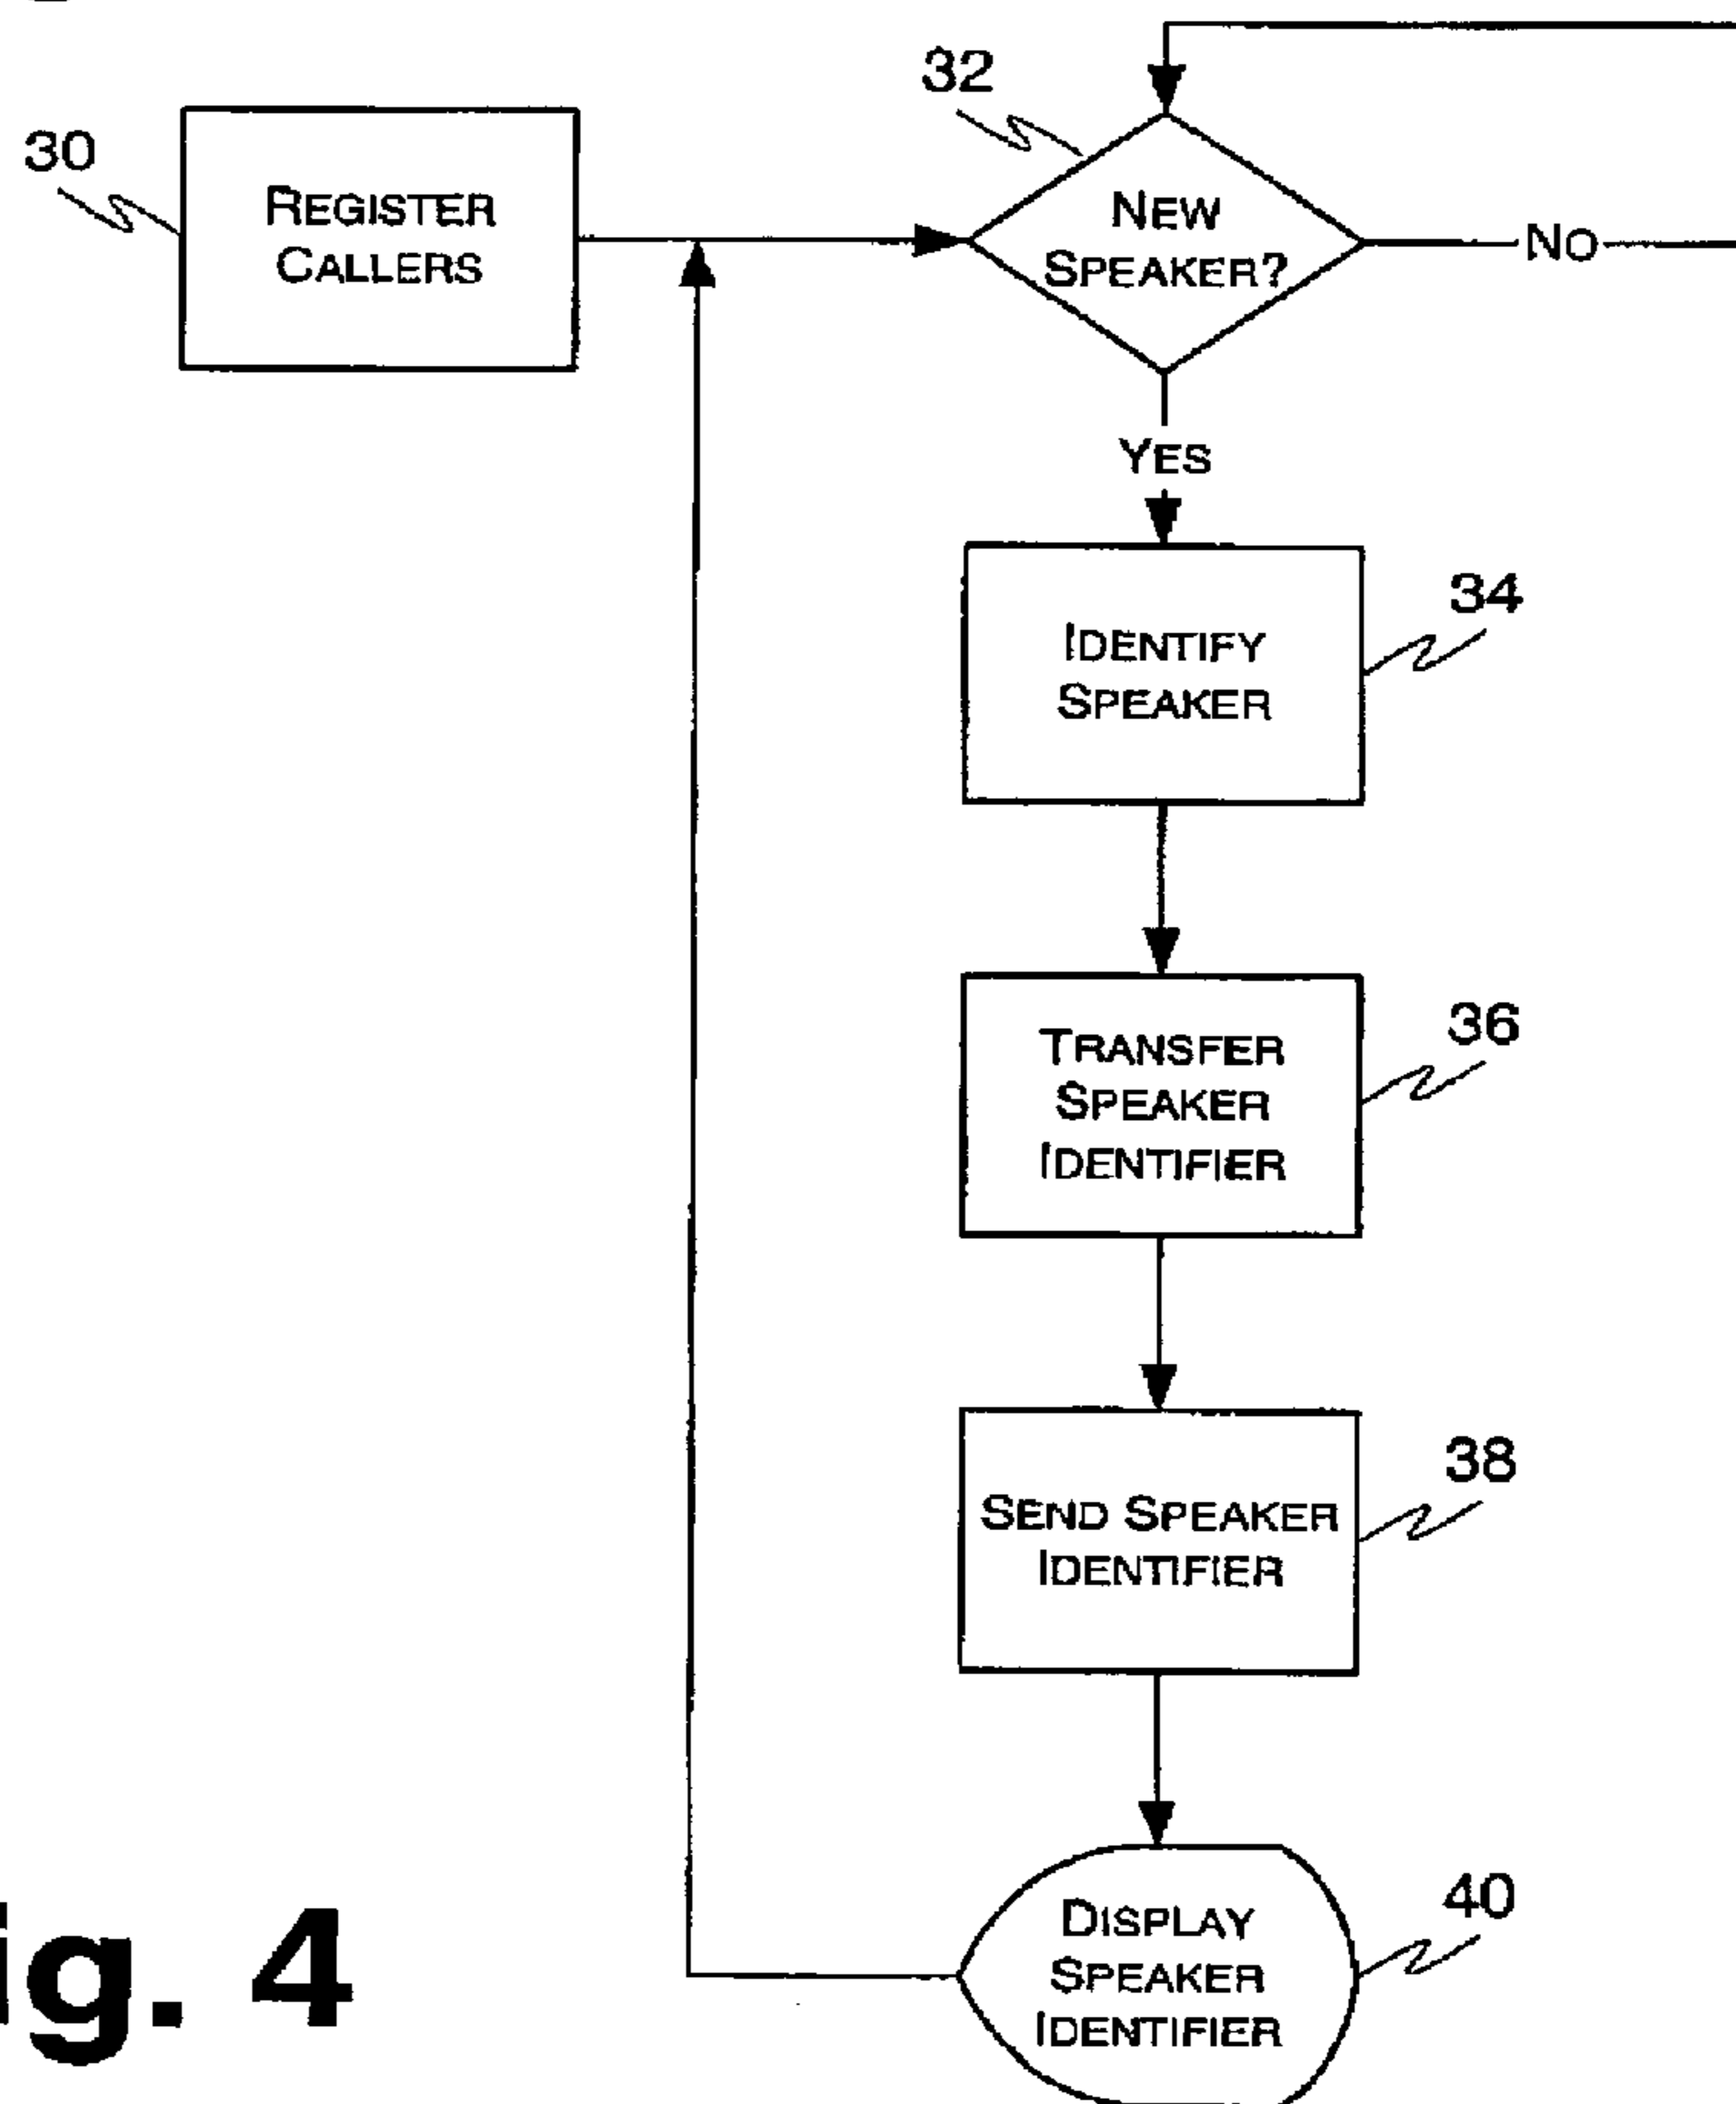 32
30
REGISTER
CALLERS
NEW
SPEAKER?
NO
YES
34
IDENTIFY
SPEAKER
36
TRANSFER
SPEAKER
IDENTIFIER
38
SEND SPEAKER
IDENTIFIER
40
DISPLAY
SPEAKER
IDENTIFIER
ig. 4